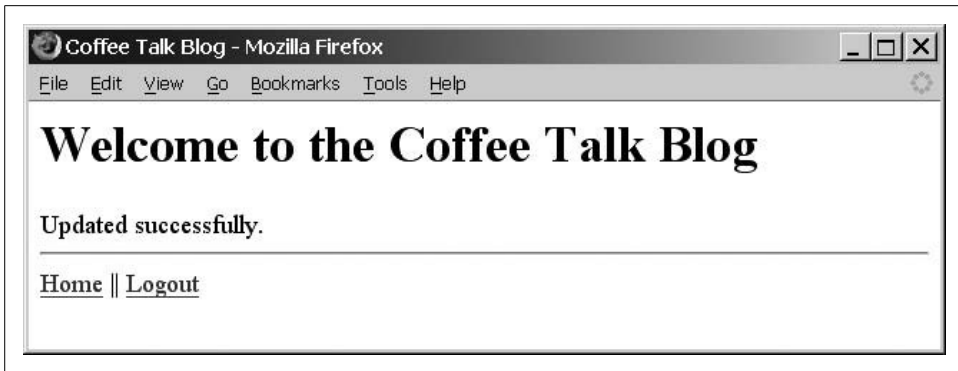 Coffee Talk Blog - Mozilla Firefox
File Edit View Go Bookmarks Tools Help
Welcome to the Coffee Talk Blog
Updated successfully.
Home || Logout